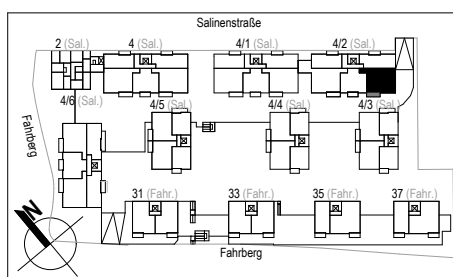 Salinenstraße
2 (Sal.) 4 (Sal.) 4/1 (Sal.) 4/2 (Sal.)
4/6 (Sal.) 4/5 (Sal.) 4/4 (Sal.) 4/3 (Sal.)
Fahrberg
31 (Fahr.) 33 (Fahr.) 35 (Fahr.) 37 (Fahr.)
N
Fahrberg